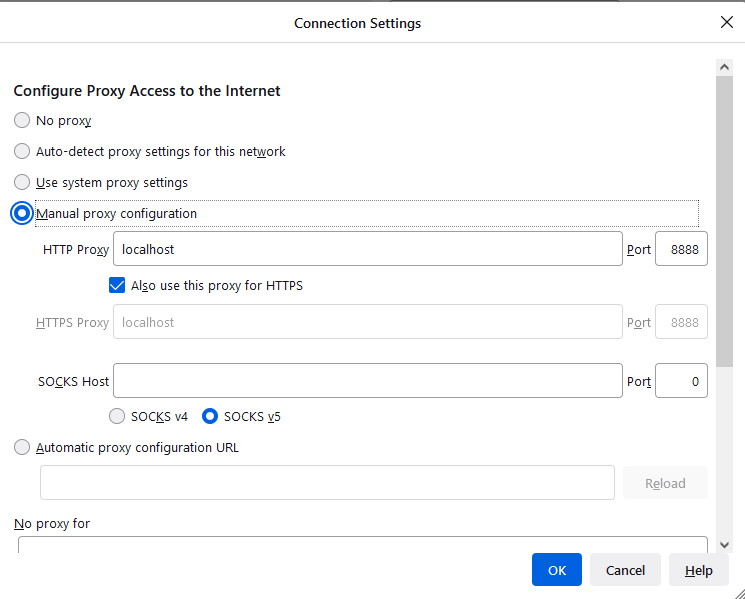 Connection Settings
Configure Proxy Access to the Internet
No proxy
Auto-detect proxy settings for this network
Use system proxy settings
Manual proxy configuration
HTTP Proxy localhost Port 8888
Also use this proxy for HTTPS
HTTPS Proxy localhost Port 8888
SOCKS Host Port 0
SOCKS v4 SOCKS v5
Automatic proxy configuration URL
Reload
No proxy for
OK Cancel Help